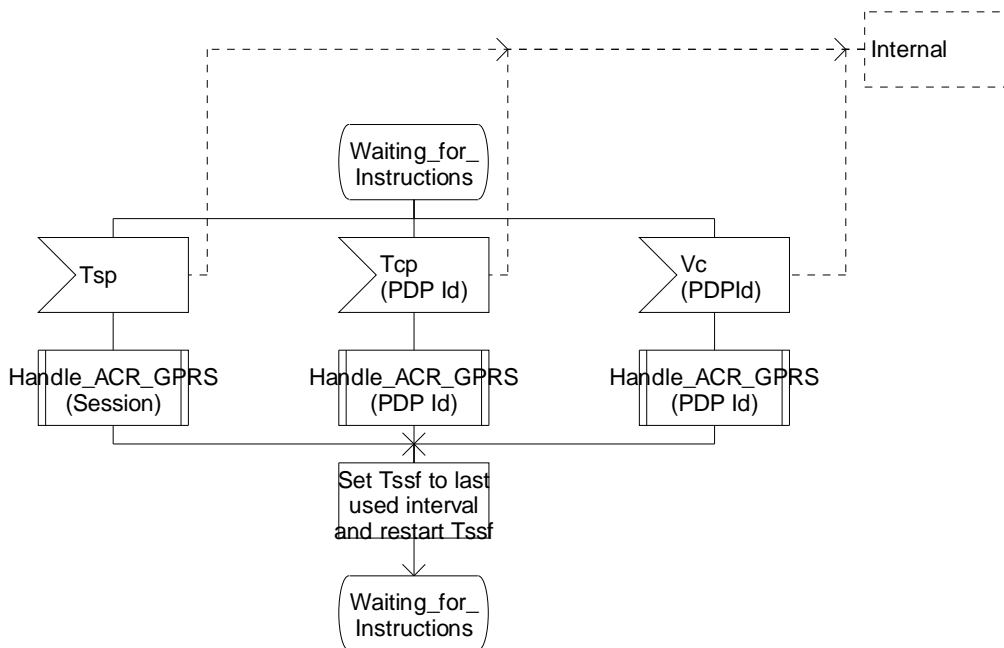 Internal
Waiting_for_
Instructions
Tsp
Tcp
(PDP Id)
Vc
(PDPId)
Handle_ACR_GPRS
(Session)
Handle_ACR_GPRS
(PDP Id)
Handle_ACR_GPRS
(PDP Id)
Set Tssf to last
used interval
and restart Tssf
Waiting_for_
Instructions